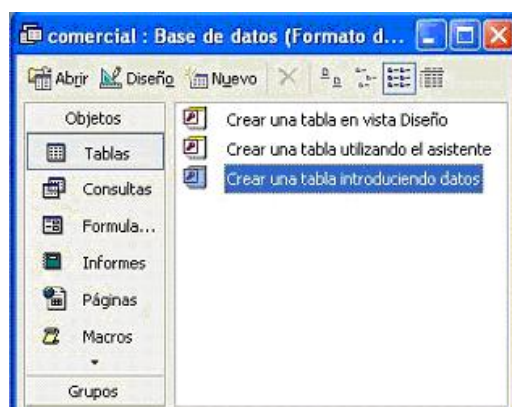 comercial : Base de datos (Formato d...
Abrir Diseño Nuevo
Objetos
Tablas
Consultas
Formula...
Informes
Páginas
Macros
Grupos
Crear una tabla en vista Diseño
Crear una tabla utilizando el asistente
Crear una tabla introduciendo datos